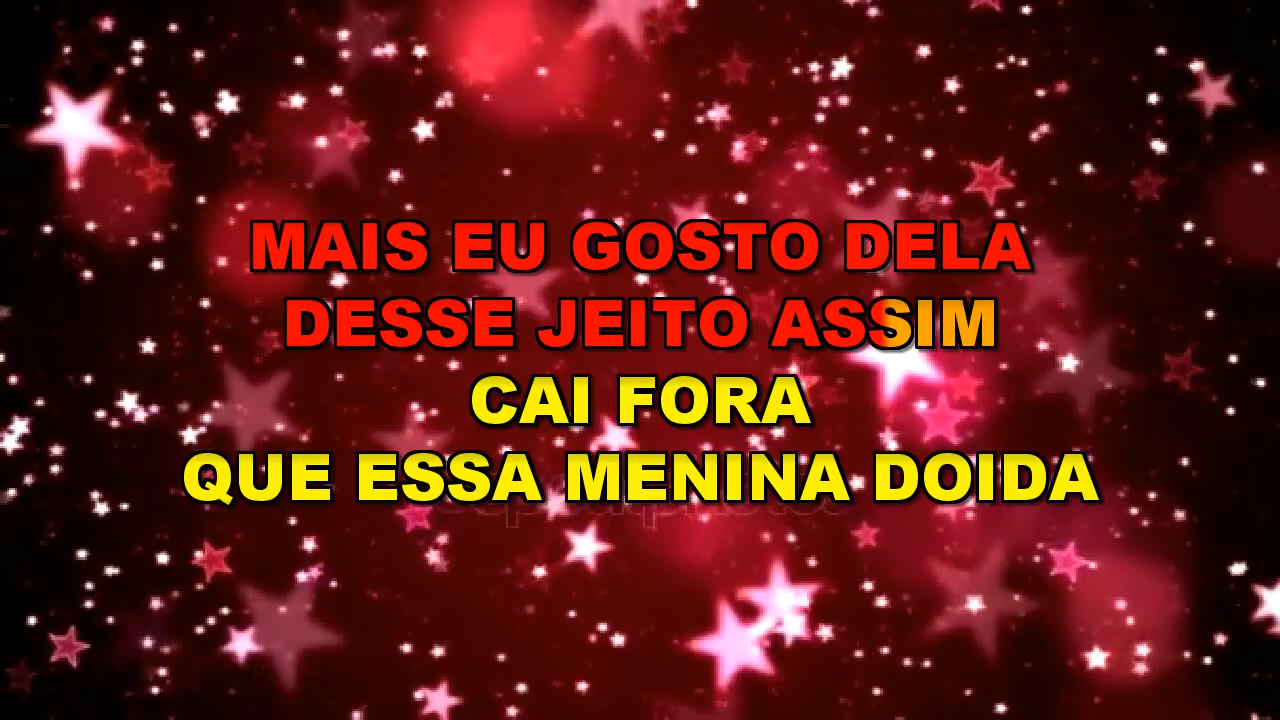 MAIS EU GOSTO DELA
DESSE JEITO ASSIM
CAI FORA
QUE ESSA MENINA DOIDA